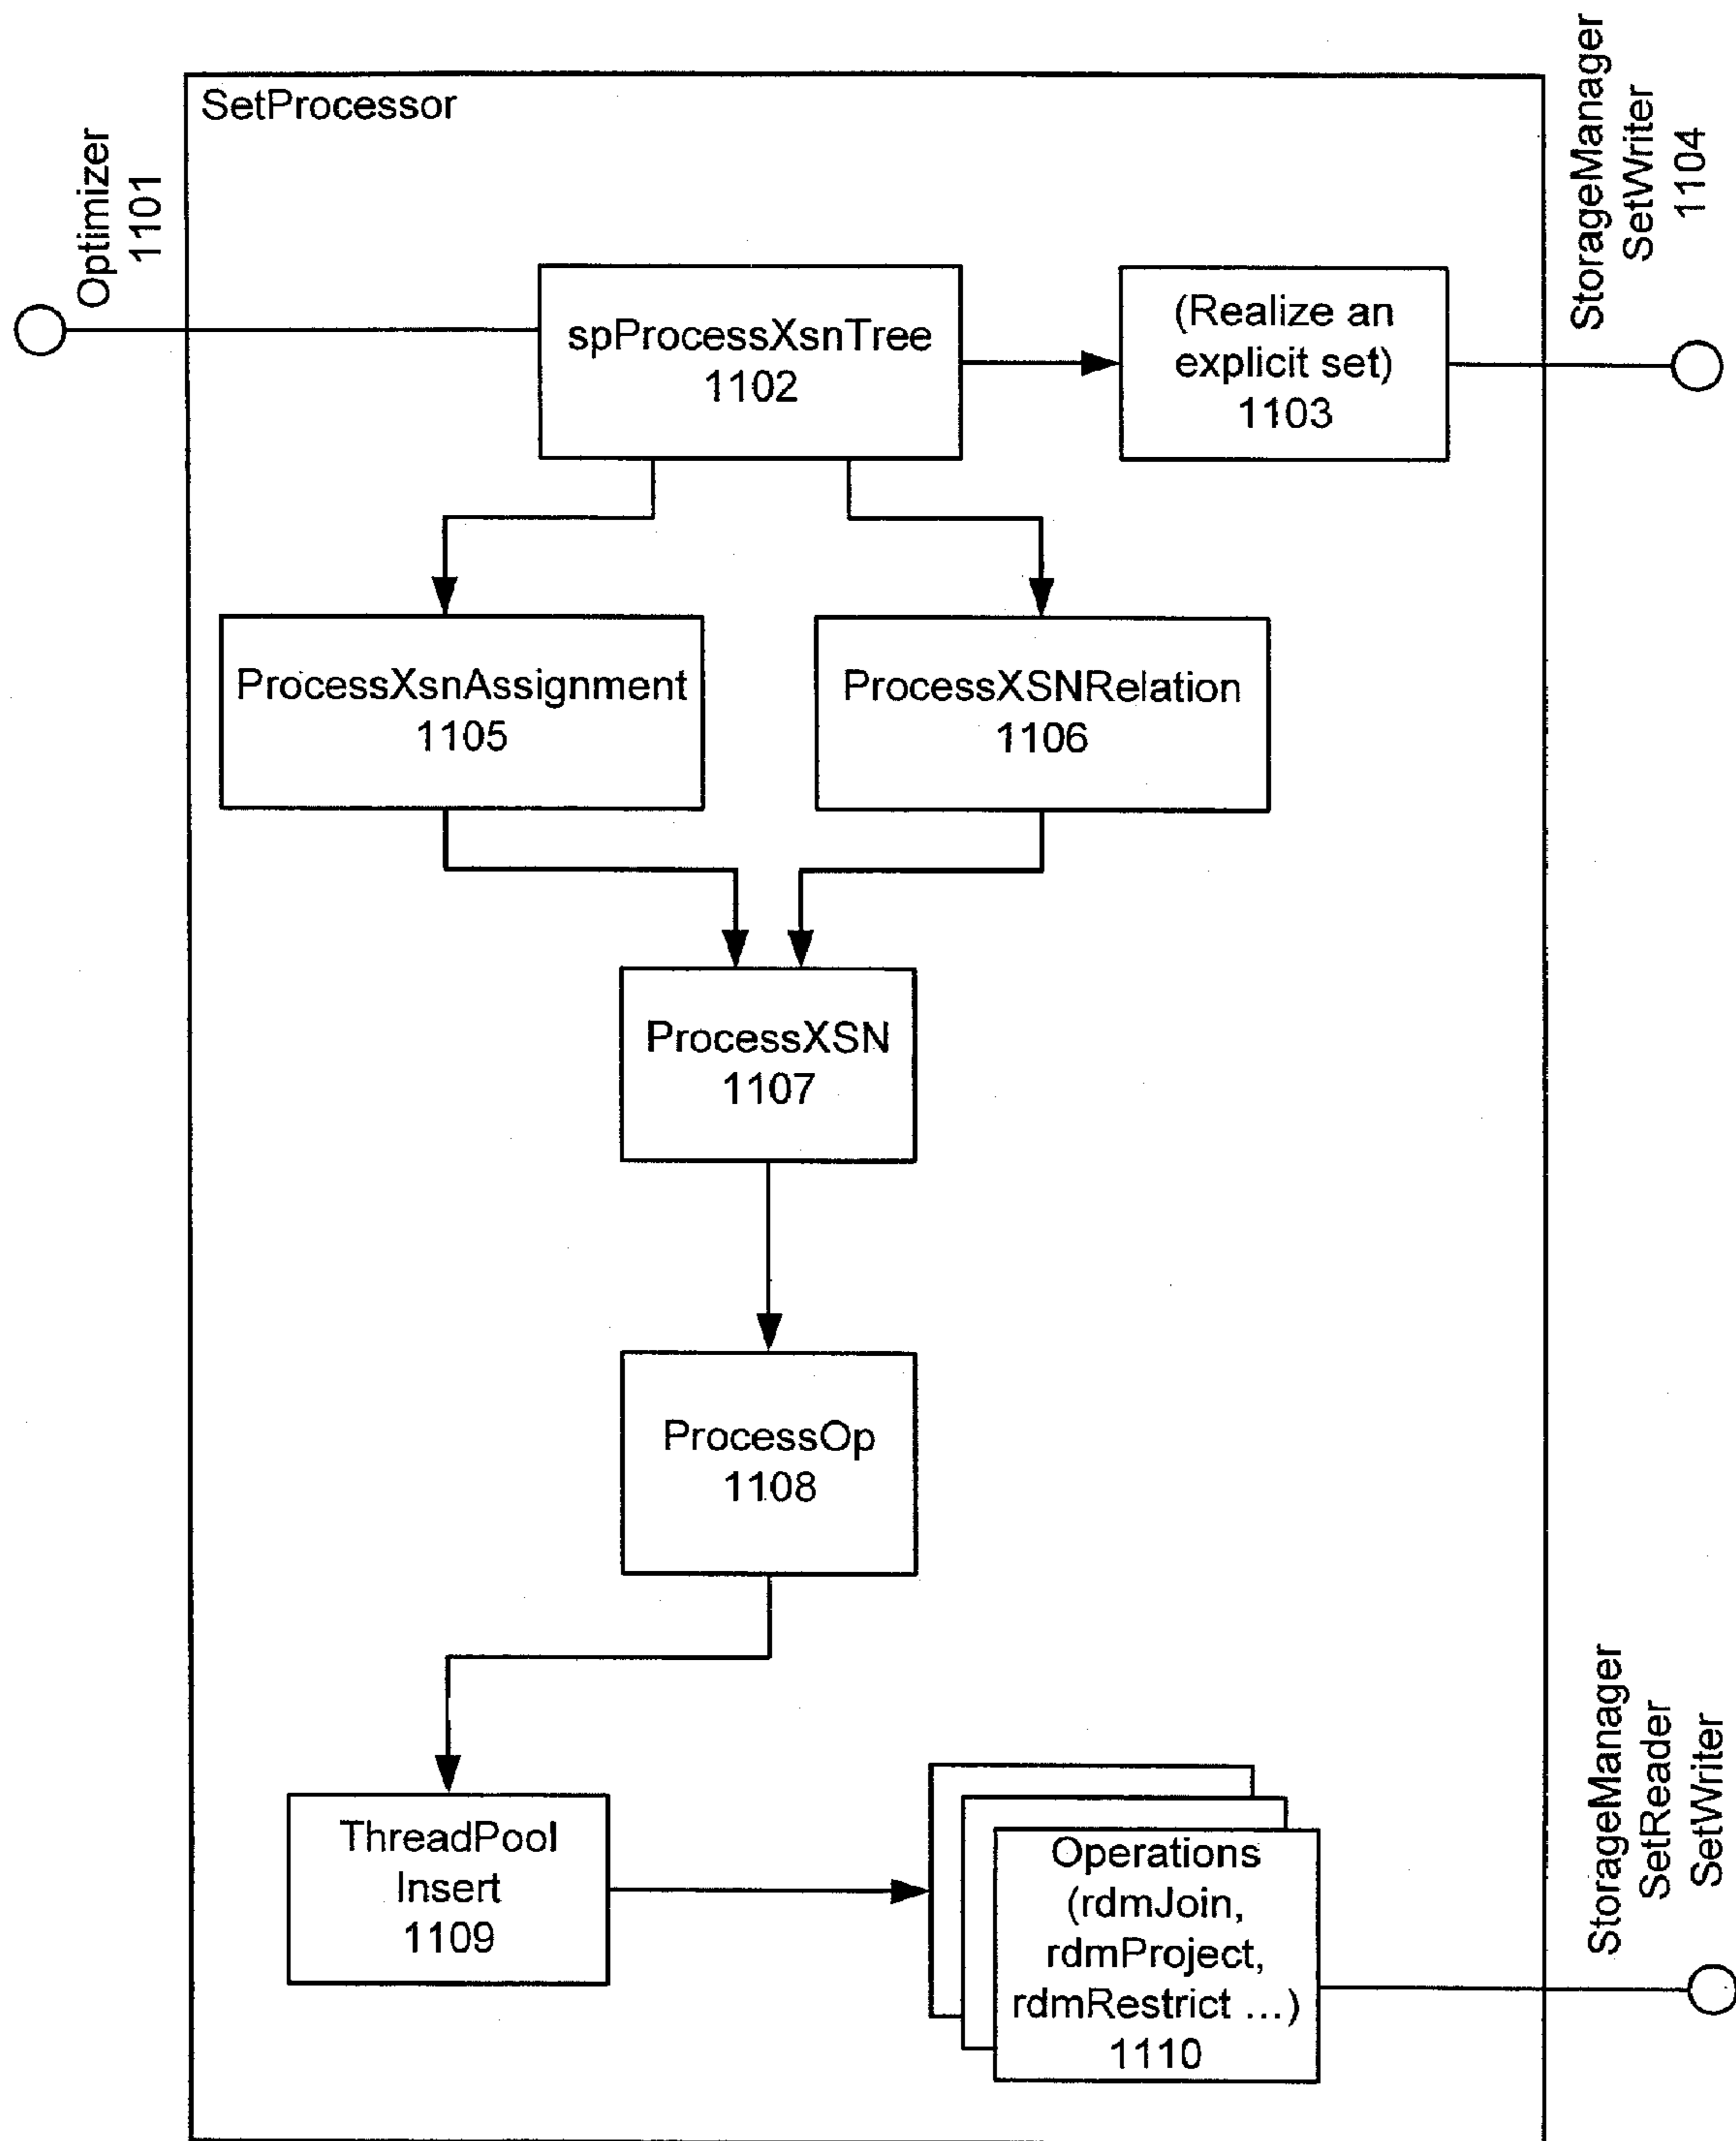 SetProcessor
Optimizer
1101
StorageManager
SetWriter
1104
spProcessXsnTree
1102
(Realize an
explicit set)
1103
ProcessXsnAssignment
1105
ProcessXSNRelation
1106
ProcessXSN
1107
ProcessOp
1108
ThreadPool
Insert
1109
Operations
(rdmJoin,
rdmProject,
rdmRestrict ...)
1110
StorageManager
SetReader
SetWriter